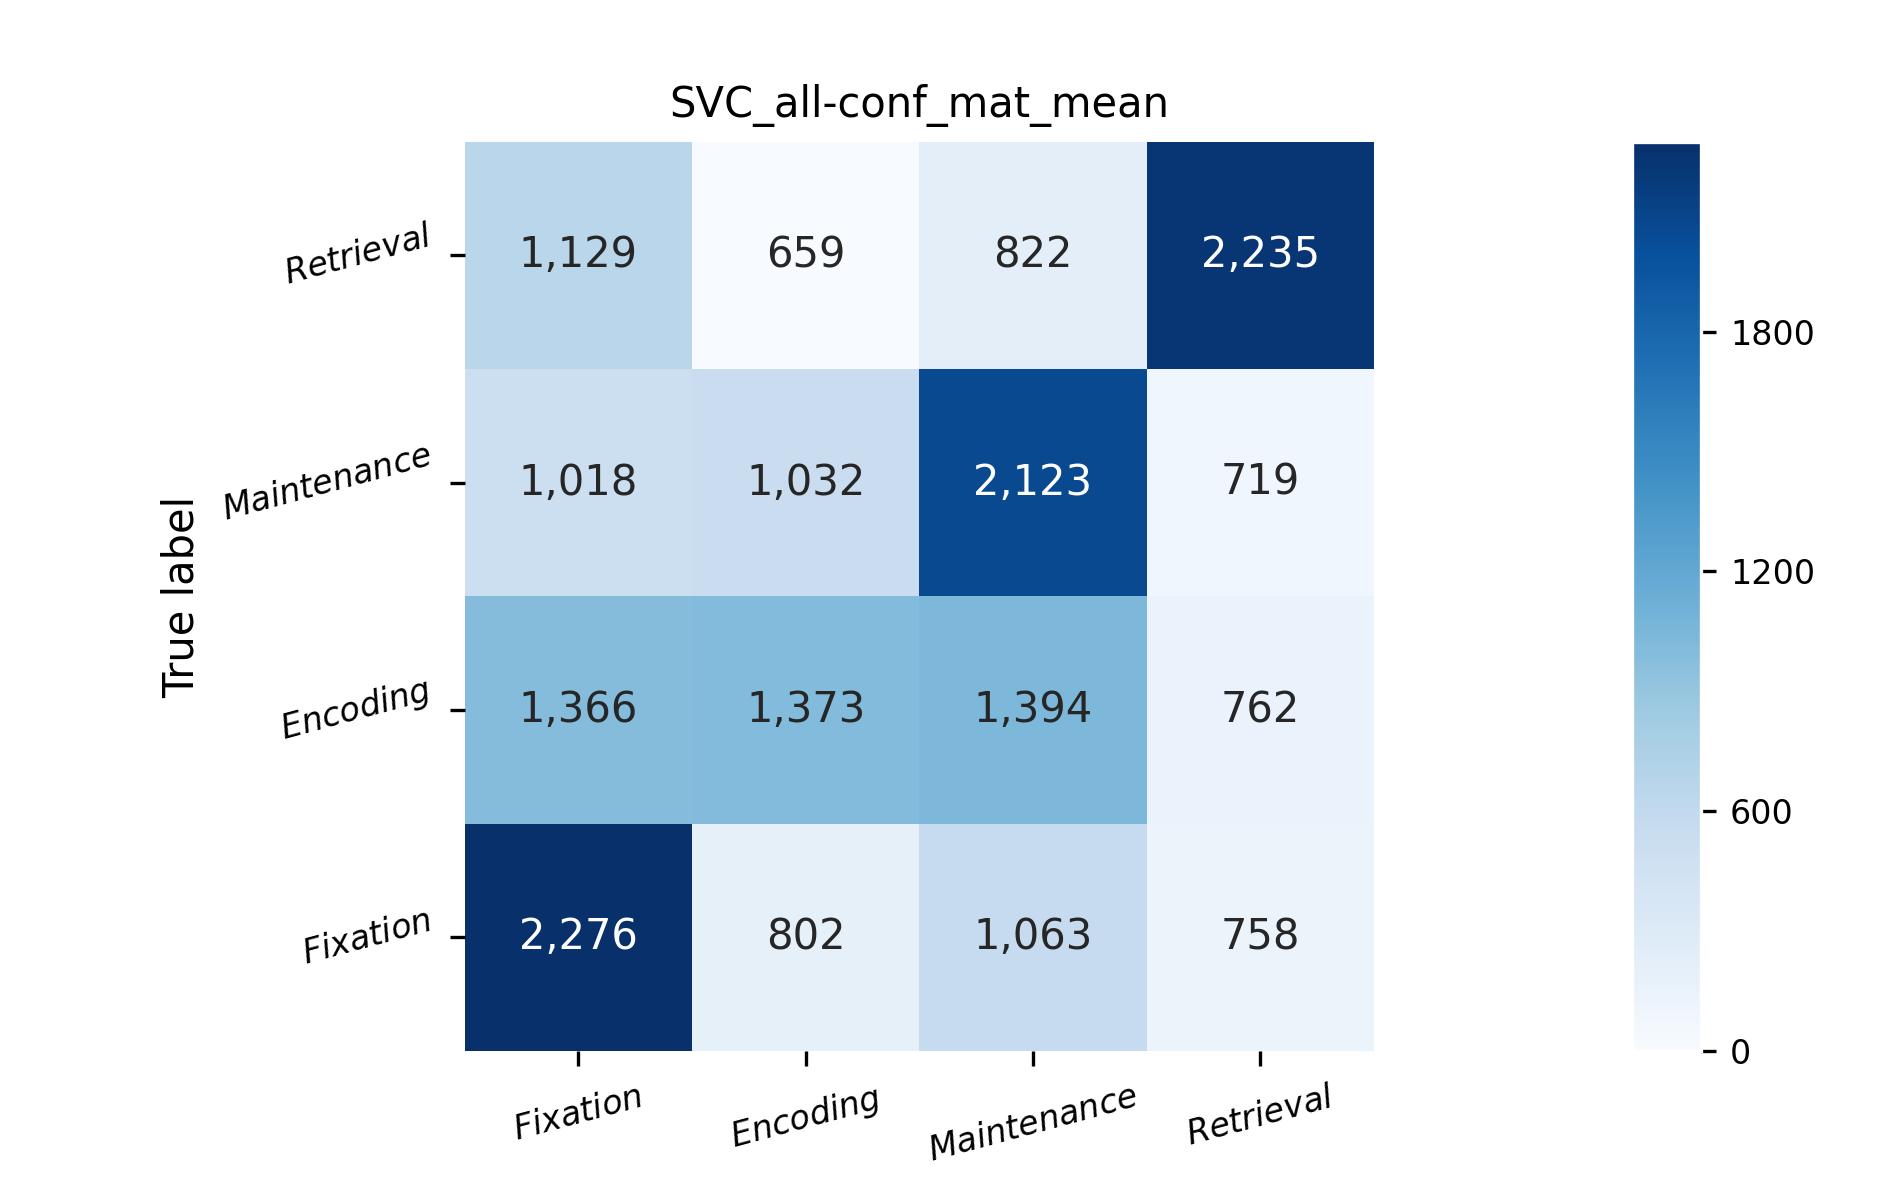 SVC_all-conf_mat_mean
True label
Retrieval 1,129 659 822 2,235
Maintenance 1,018 1,032 2,123 719
Encoding 1,366 1,373 1,394 762
Fixation 2,276 802 1,063 758
Fixation Encoding Maintenance Retrieval
1800
1200
600
0